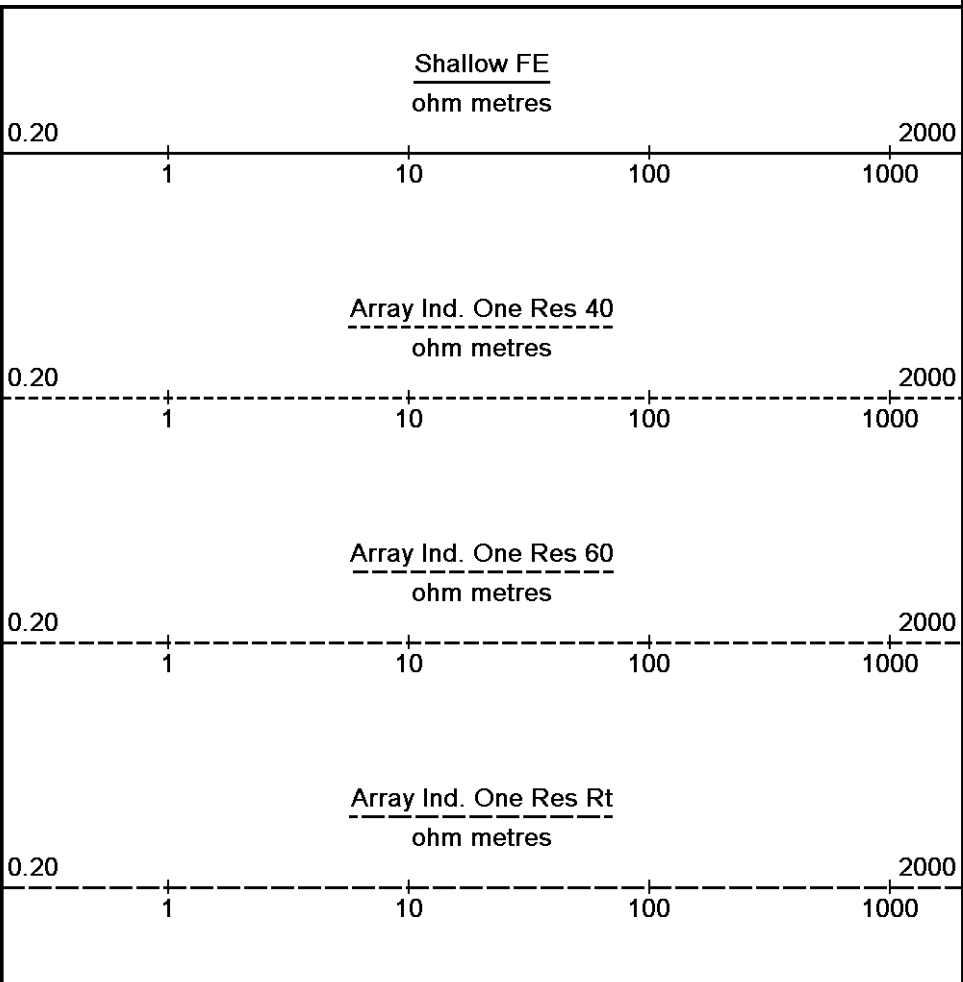 Shallow FE
ohm metres
0.20 2000
1 10 100 1000
Array Ind. One Res 40
ohm metres
0.20 2000
1 10 100 1000
Array Ind. One Res 60
ohm metres
0.20 2000
1 10 100 1000
Array Ind. One Res Rt
ohm metres
0.20 2000
1 10 100 1000